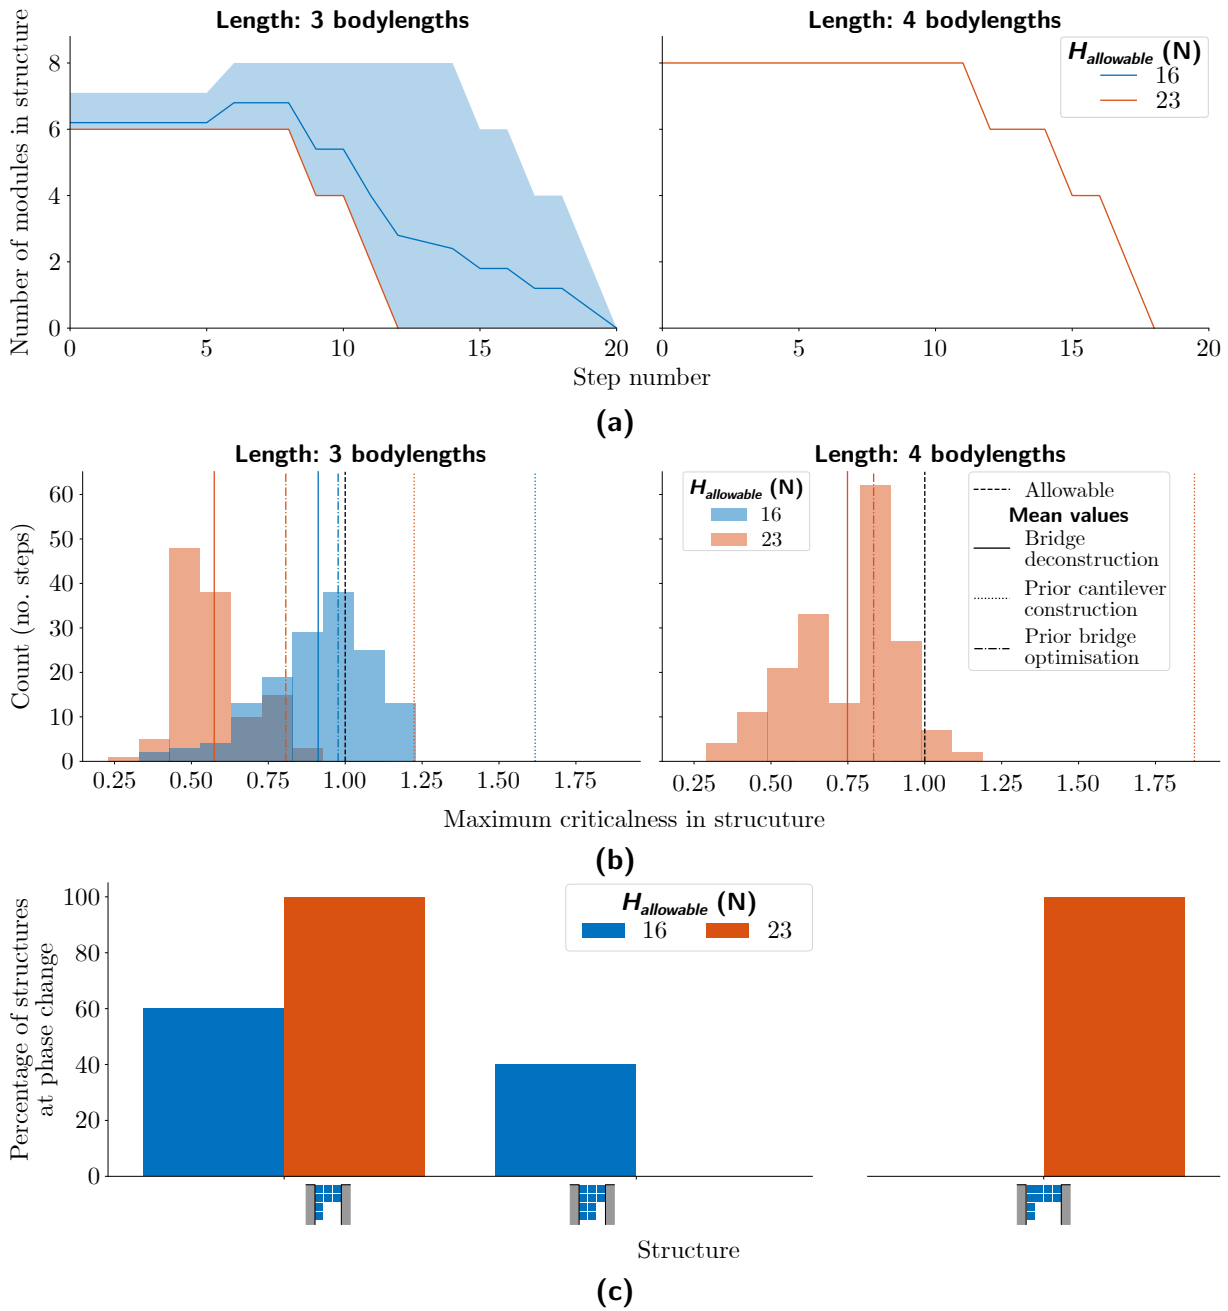 Length: 3 bodylengths
Length: 4 bodylengths
Number of modules in structure
8
6
4
2
0
H_allowable (N)
16
23
0 5 10 15 20
0 5 10 15 20
Step number
(a)
Length: 3 bodylengths
Length: 4 bodylengths
Count (no. steps)
60
50
40
30
20
10
0
H_allowable (N)
16
23
Allowable
Mean values
Bridge
deconstruction
Prior cantilever
construction
Prior bridge
optimisation
0.25 0.50 0.75 1.00 1.25 1.50 1.75
0.25 0.50 0.75 1.00 1.25 1.50 1.75
Maximum criticalness in strucuture
(b)
Percentage of structures
at phase change
100
80
60
40
20
0
H_allowable (N)
16 23
Structure
(c)